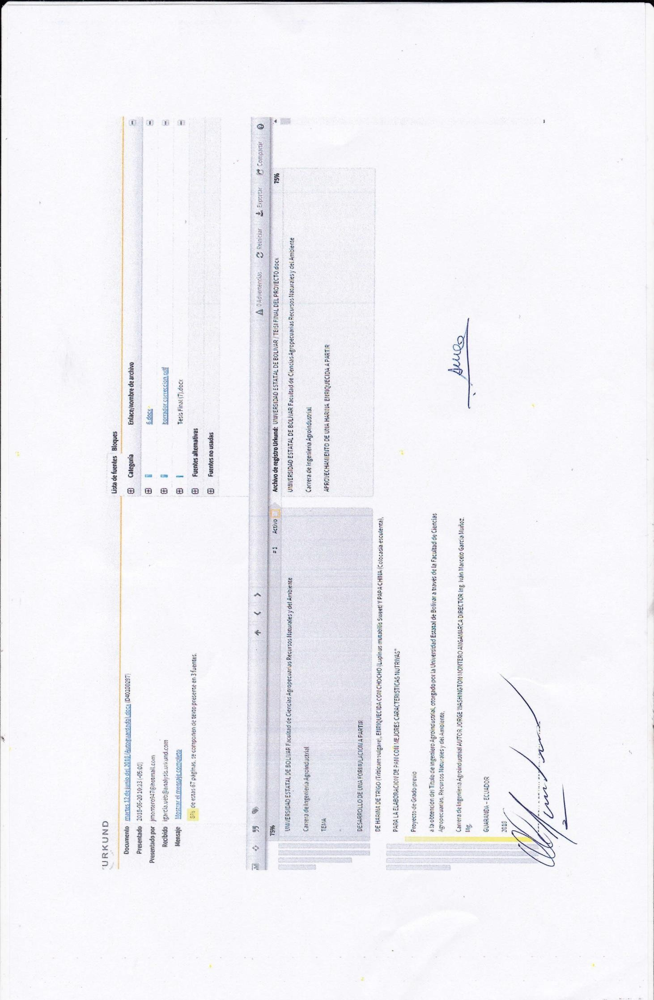 URKUND
Documento martes 12 de junio del 2018 (Autoguardado).docx (D40200297)
Presentado 2018-06-20 10:23 (-05:00)
Presentado por jmontero947@hotmail.com
Recibido igarcia.ueb@analysis.urkund.com
Mensaje Mostrar el mensaje completo
8% de estas 67 páginas, se componen de texto presente en 3 fuentes.
Lista de fuentes Bloques
Categoria Enlace/nombre de archivo
6.docx
borrador correccion.pdf
Tesis Final (7).docx
Fuentes alternativas
Fuentes no usadas
0 Advertencias. Reiniciar Exportar Compartir
75% #1 Activo
UNIVERSIDAD ESTATAL DE BOLIVAR Facultad de Ciencias Agropecuarias Recursos Naturales y del Ambiente
Carrera de Ingenieria Agroindustrial
TEMA
DESARROLLO DE UNA FORMULACION A PARTIR
DE HARINA DE TRIGO (Triticum vulgare), ENRIQUECIDA CON CHOCHO (Lupinus mutabilis Sweet) Y PAPA CHINA (Colocasia esculenta),
PARA LA ELABORACION DE PAN CON MEJORES CARACTERISTICAS NUTRIVAS"
Proyecto de Grado previo
a la obtención del Titulo de Ingeniero Agroindustrial, otorgado por la Universidad Estatal de Bolivar a través de la Facultad de Ciencias
Agropecuarias, Recursos Naturales y del Ambiente,
Carrera de Ingenieria Agroindustrial AUTOR JORGE WASHINGTON MONTERO ANGAMARCA DIRECTOR Ing. Iván Marcelo García Muñoz.
Mg.
GUARANDA – ECUADOR
2018
Archivo de registro Urkund: UNIVERSIDAD ESTATAL DE BOLIVAR / TEISI FINAL DEL PROYECTO.docx 75%
UNIVERSIDAD ESTATAL DE BOLIVAR Facultad de Ciencias Agropecuarias Recursos Naturales y del Ambiente
Carrera de Ingenieria Agroindustrial
APROVECHAMIENTO DE UNA HARINA ENRIQUECIDA A PARTIR